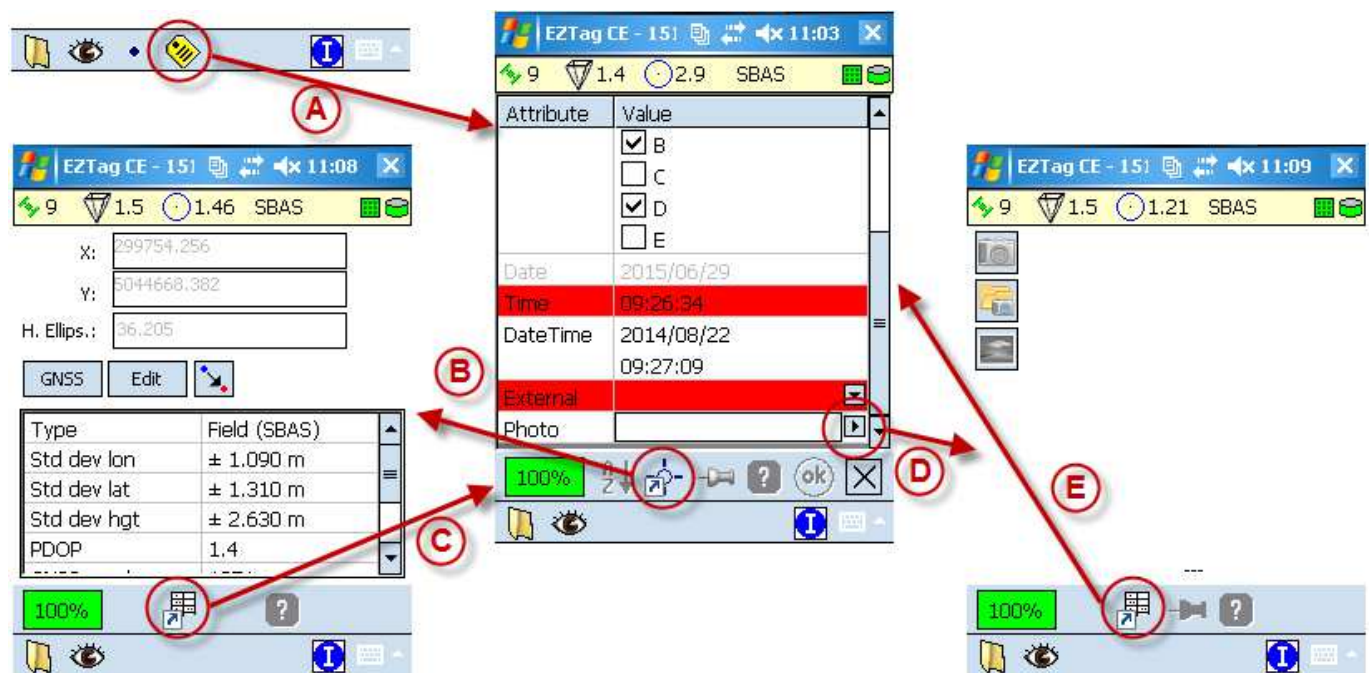 A
EZTag CE - 151 11:03
9 1.4 2.9 SBAS
Attribute Value
B
C
D
E
Date 2015/06/29
Time 09:26:34
DateTime 2014/08/22
09:27:09
External
Photo
100% A Z ? ok
B
EZTag CE - 151 11:08
9 1.5 1.46 SBAS
X: 299754.256
Y: 5044668.382
H. Ellips.: 36.205
GNSS Edit
Type Field (SBAS)
Std dev lon ± 1.090 m
Std dev lat ± 1.310 m
Std dev hgt ± 2.630 m
PDOP 1.4
100% ?
C
D
EZTag CE - 151 11:09
9 1.5 1.21 SBAS
---
100% ?
E